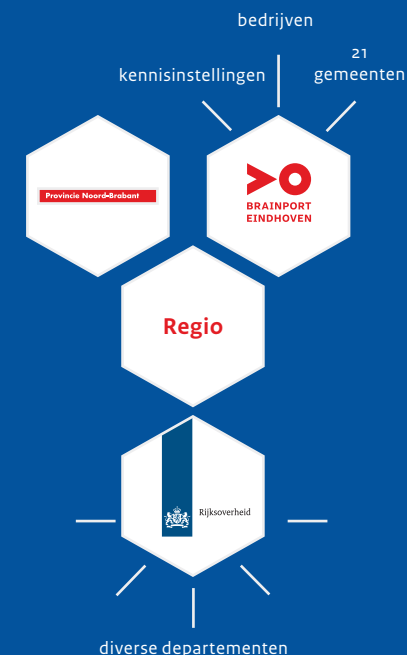 bedrijven
21
kennisinstellingen
gemeenten
Provincie Noord-Brabant
BRAINPORT
EINDHOVEN
Regio
Rijksoverheid
diverse departementen